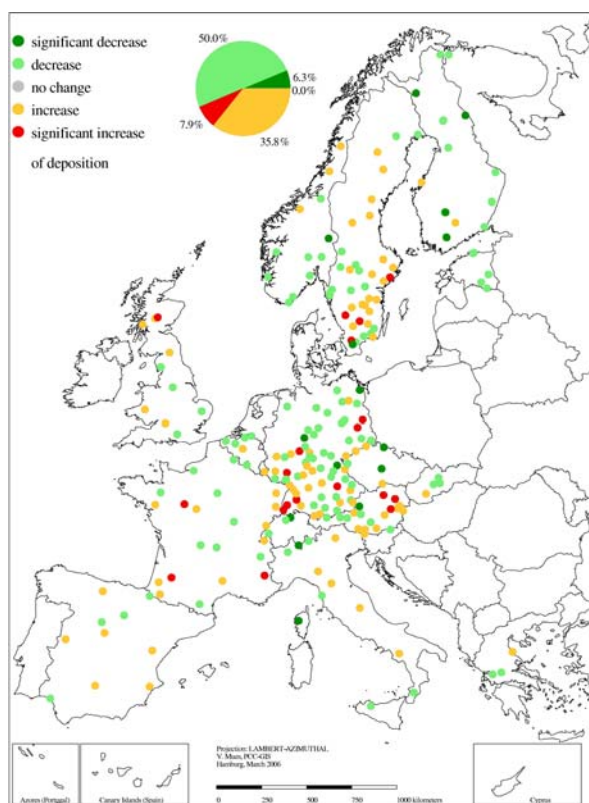 significant decrease
decrease
no change
increase
significant increase
of deposition
50.0%
6.3%
0.0%
7.9%
35.8%
Projection: LAMBERT-AZIMUTHAL
V. Mues, PCC-GIS
Hamburg, March 2006
0 250 500 750 1000 kilometers
Azores (Portugal)
Canary Islands (Spain)
Cyprus